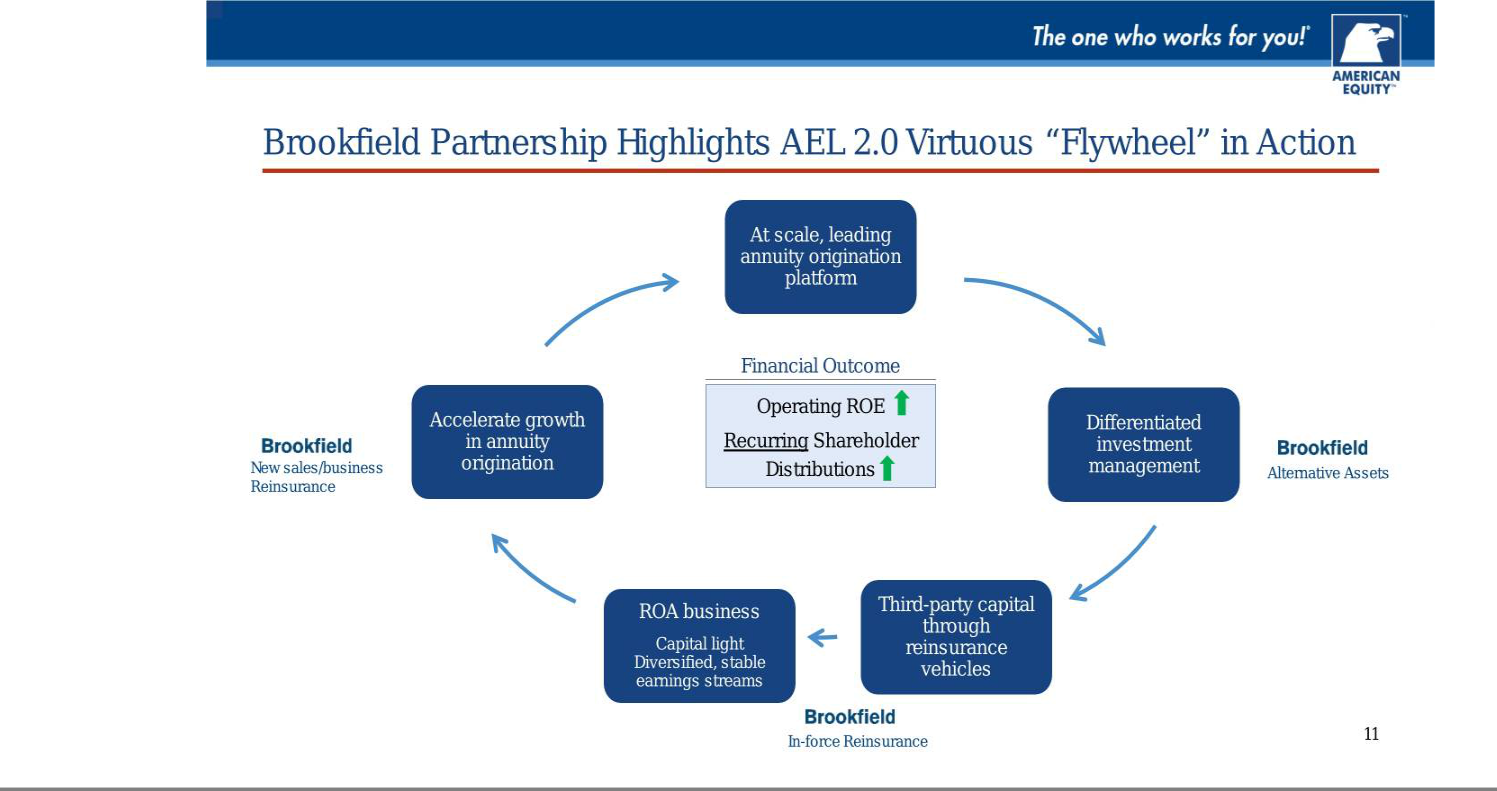 The one who works for you!®
AMERICAN
EQUITY™
Brookfield Partnership Highlights AEL 2.0 Virtuous “Flywheel” in Action
At scale, leading
annuity origination
platform
Financial Outcome
Operating ROE
Recurring Shareholder
Distributions
Accelerate growth
in annuity
origination
Brookfield
New sales/business
Reinsurance
Differentiated
investment
management
Brookfield
Alternative Assets
ROA business
Capital light
Diversified, stable
earnings streams
Third-party capital
through
reinsurance
vehicles
Brookfield
In-force Reinsurance
11